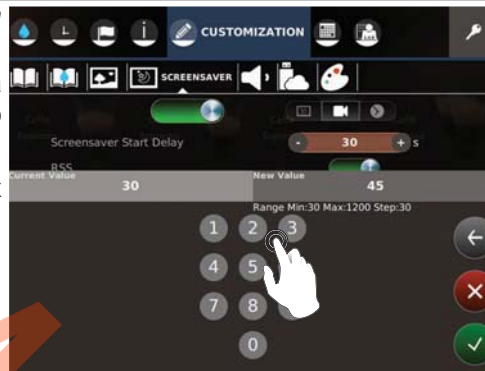 CUSTOMIZATION
SCREENSAVER
Screensaver Start Delay
- 30 + s
RSS
Current Value
30
New Value
45
Range Min:30 Max:1200 Step:30
1 2 3
4 5
7 8
0